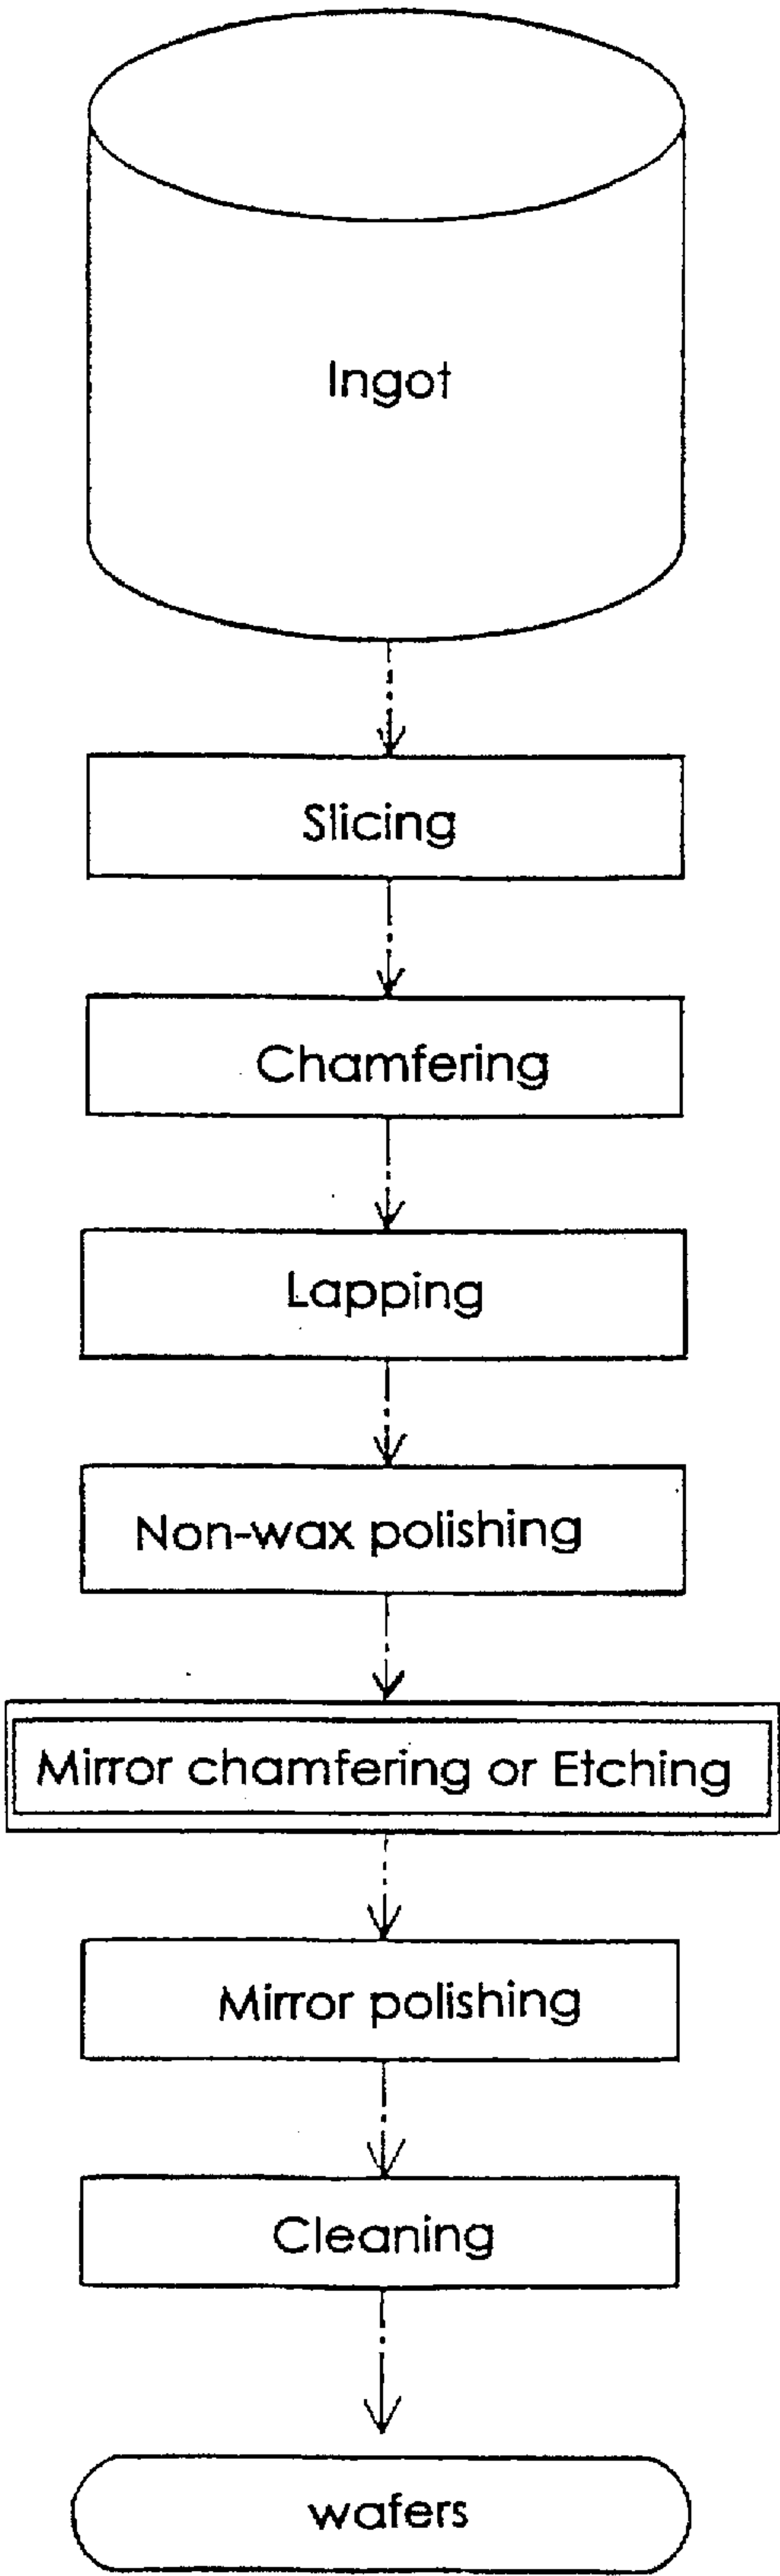 Ingot
Slicing
Chamfering
Lapping
Non-wax polishing
Mirror chamfering or Etching
Mirror polishing
Cleaning
wafers